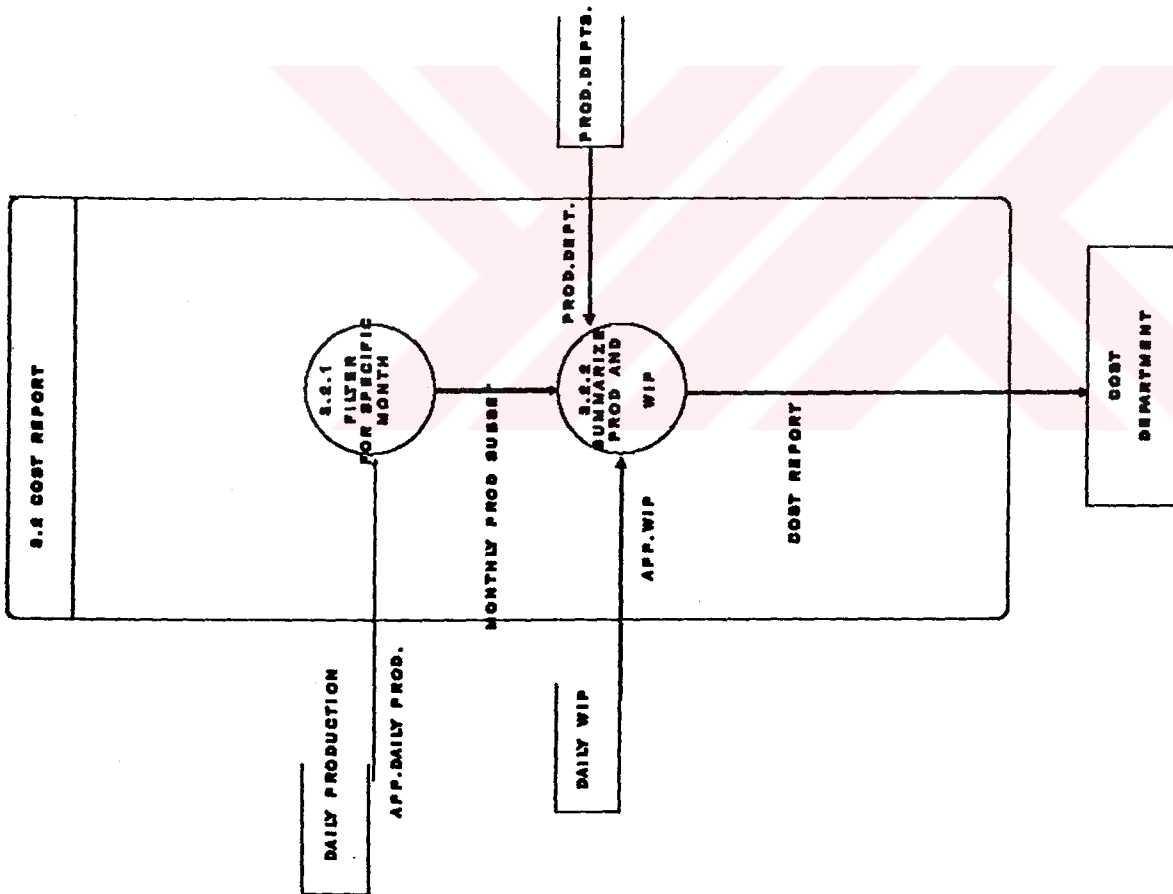 3.2 COST REPORT
DAILY PRODUCTION
3.2.1
FILTER
FOR SPECIFIC
MONTH
APP.DAILY PROD.
MONTHLY PROD SUBSE
PROD.DEPT.
PROD.DEPTS.
DAILY WIP
3.2.2
SUMMARIZE
PROD AND
WIP
APP.WIP
COST REPORT
COST
DEPARTMENT